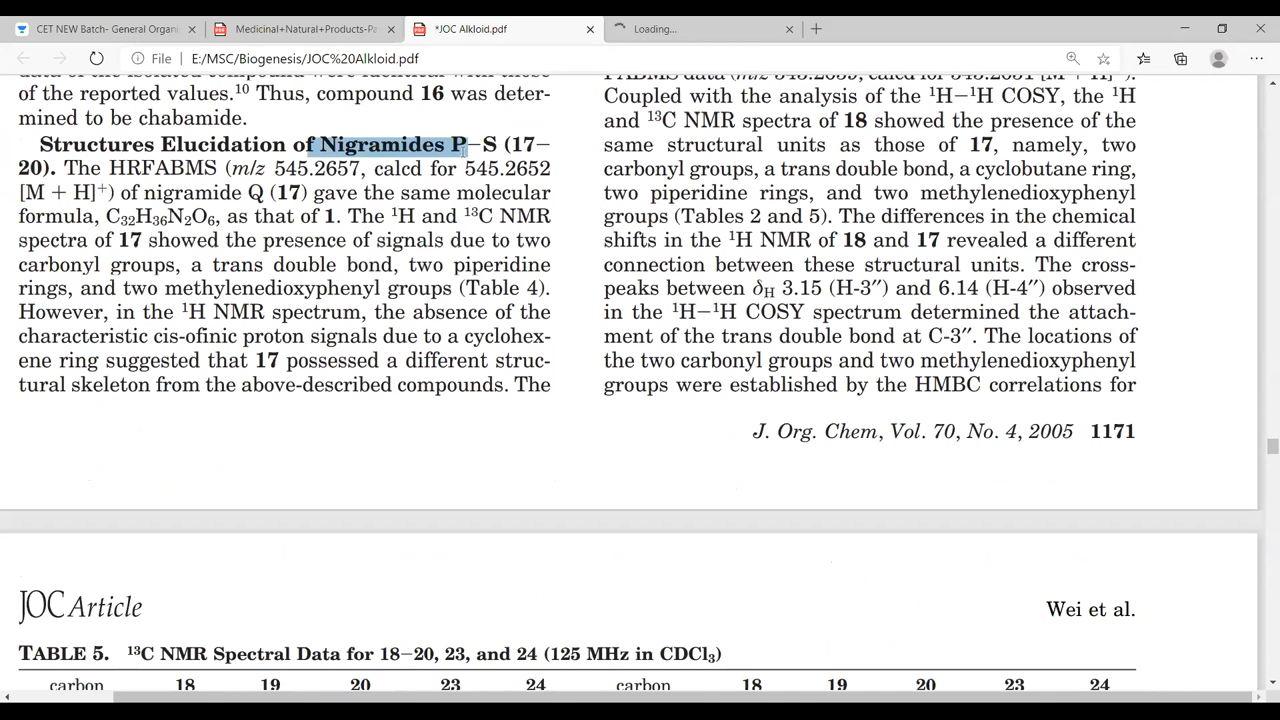 CET NEW Batch- General Organi
Medicinal+Natural+Products-Pa
*JOC Alkloid.pdf
Loading...
File
E:/MSC/Biogenesis/JOC%20Alkloid.pdf
data of the isolated compound were identical with those
of the reported values.10 Thus, compound 16 was deter-
mined to be chabamide.
Structures Elucidation of Nigramides P−S (17−
20). The HRFABMS (m/z 545.2657, calcd for 545.2652
[M + H]+) of nigramide Q (17) gave the same molecular
formula, C32H36N2O6, as that of 1. The 1H and 13C NMR
spectra of 17 showed the presence of signals due to two
carbonyl groups, a trans double bond, two piperidine
rings, and two methylenedioxyphenyl groups (Table 4).
However, in the 1H NMR spectrum, the absence of the
characteristic cis-ofinic proton signals due to a cyclohex-
ene ring suggested that 17 possessed a different struc-
tural skeleton from the above-described compounds. The
Coupled with the analysis of the 1H−1H COSY, the 1H
and 13C NMR spectra of 18 showed the presence of the
same structural units as those of 17, namely, two
carbonyl groups, a trans double bond, a cyclobutane ring,
two piperidine rings, and two methylenedioxyphenyl
groups (Tables 2 and 5). The differences in the chemical
shifts in the 1H NMR of 18 and 17 revealed a different
connection between these structural units. The cross-
peaks between δH 3.15 (H-3″) and 6.14 (H-4″) observed
in the 1H−1H COSY spectrum determined the attach-
ment of the trans double bond at C-3″. The locations of
the two carbonyl groups and two methylenedioxyphenyl
groups were established by the HMBC correlations for
J. Org. Chem, Vol. 70, No. 4, 2005 1171
JOC Article
Wei et al.
TABLE 5. 13C NMR Spectral Data for 18−20, 23, and 24 (125 MHz in CDCl3)
carbon 18 19 20 23 24 carbon 18 19 20 23 24